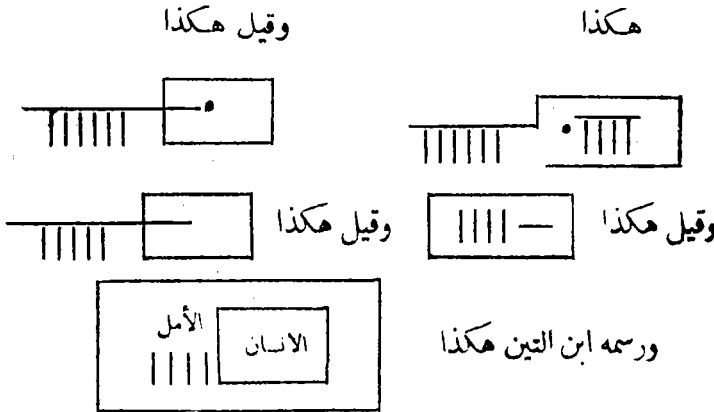 هكذا وقيل هكذا
وقيل هكذا وقيل هكذا
ورسمه ابن التين هكذا الانسان الأمل